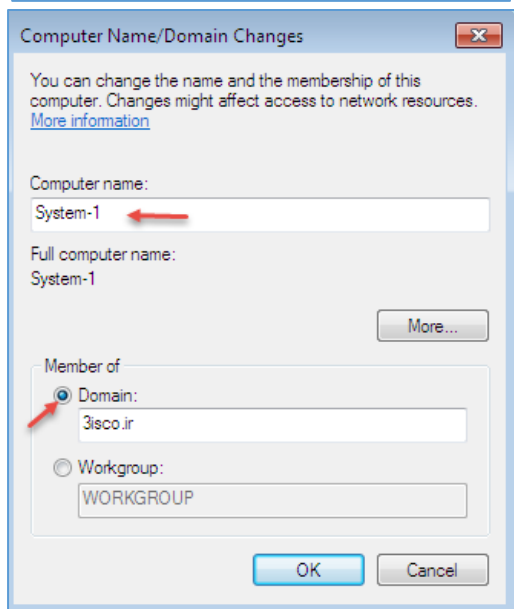 Computer Name/Domain Changes
You can change the name and the membership of this
computer. Changes might affect access to network resources.
More information
Computer name:
System-1
Full computer name:
System-1
More...
Member of
Domain:
3isco.ir
Workgroup:
WORKGROUP
OK Cancel